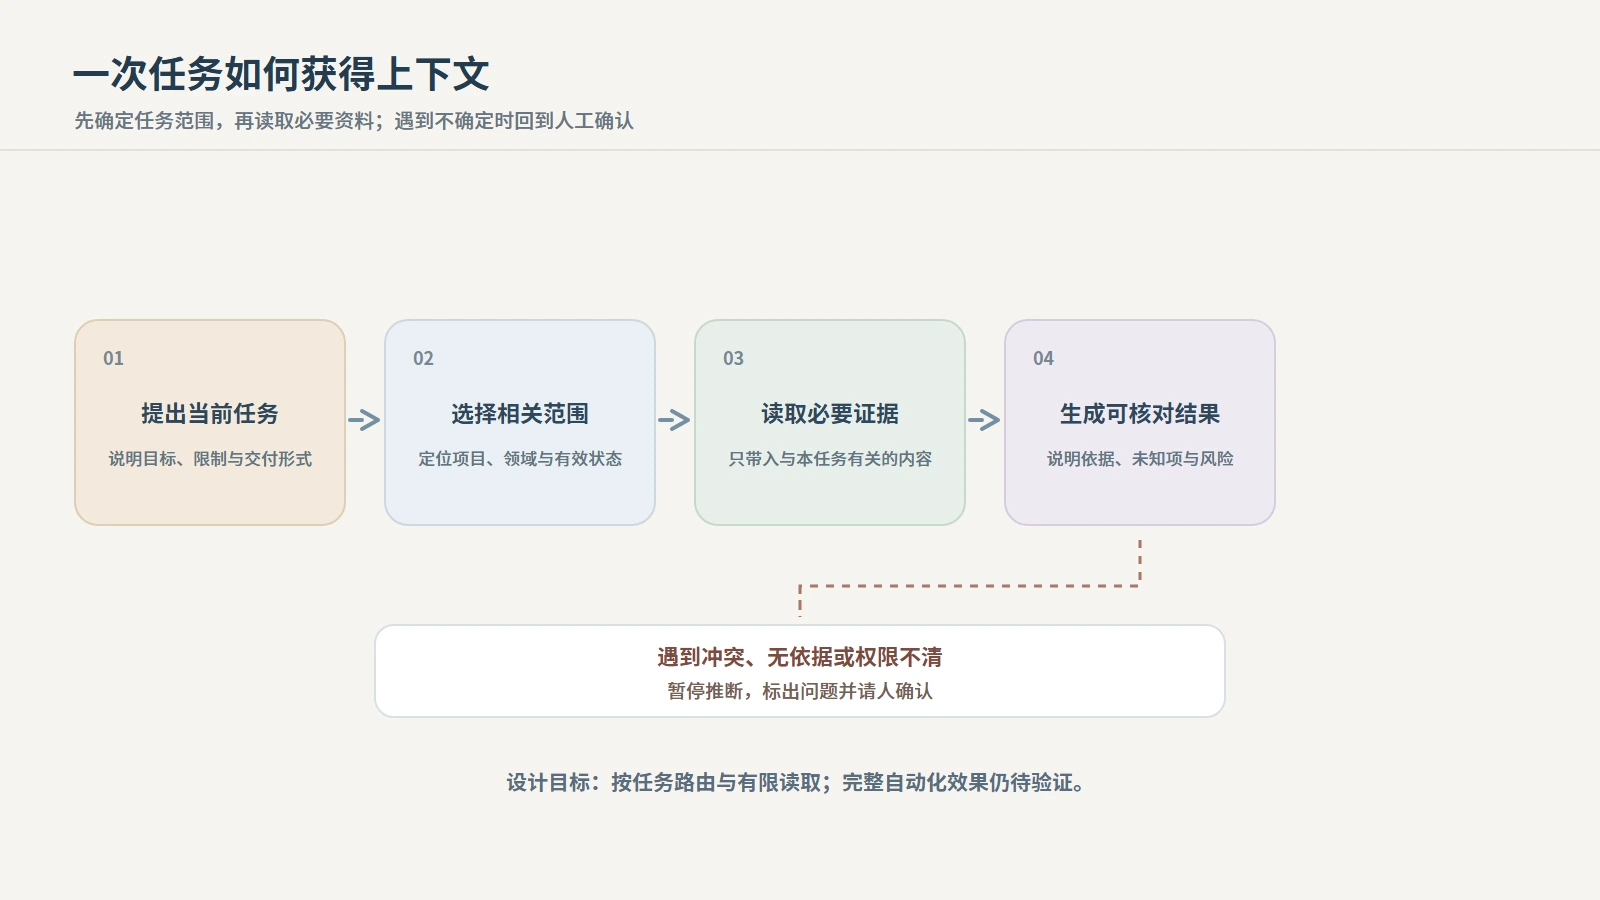 一次任务如何获得上下文
先确定任务范围，再读取必要资料；遇到不确定时回到人工确认
01
提出当前任务
说明目标、限制与交付形式
02
选择相关范围
定位项目、领域与有效状态
03
读取必要证据
只带入与本任务有关的内容
04
生成可核对结果
说明依据、未知项与风险
遇到冲突、无依据或权限不清
暂停推断，标出问题并请人确认
设计目标：按任务路由与有限读取；完整自动化效果仍待验证。